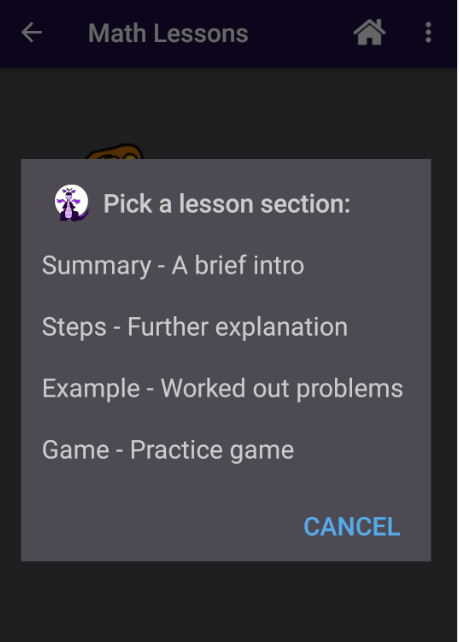 Math Lessons
Pick a lesson section:
Summary - A brief intro
Steps - Further explanation
Example - Worked out problems
Game - Practice game
CANCEL